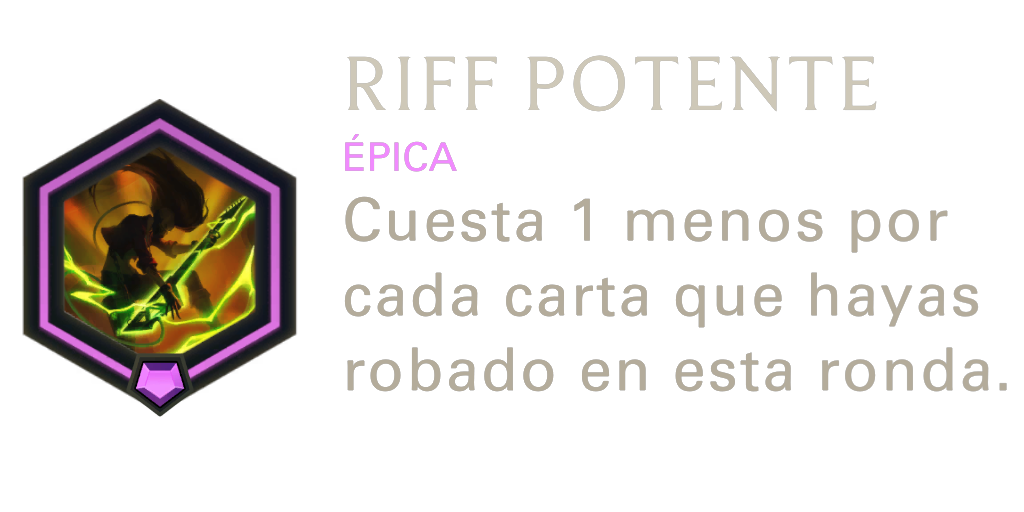 RIFF POTENTE
ÉPICA
Cuesta 1 menos por
cada carta que hayas
robado en esta ronda.